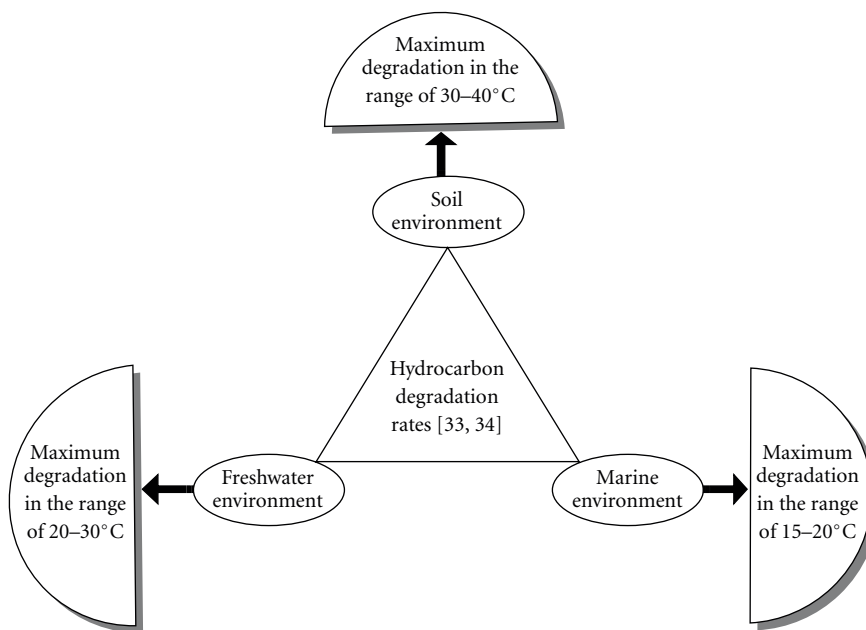 Maximum
degradation in the
range of 30–40°C
Soil
environment
Hydrocarbon
degradation
rates [33, 34]
Maximum
degradation
in the range
of 20–30°C
Freshwater
environment
Marine
environment
Maximum
degradation
in the range
of 15–20°C